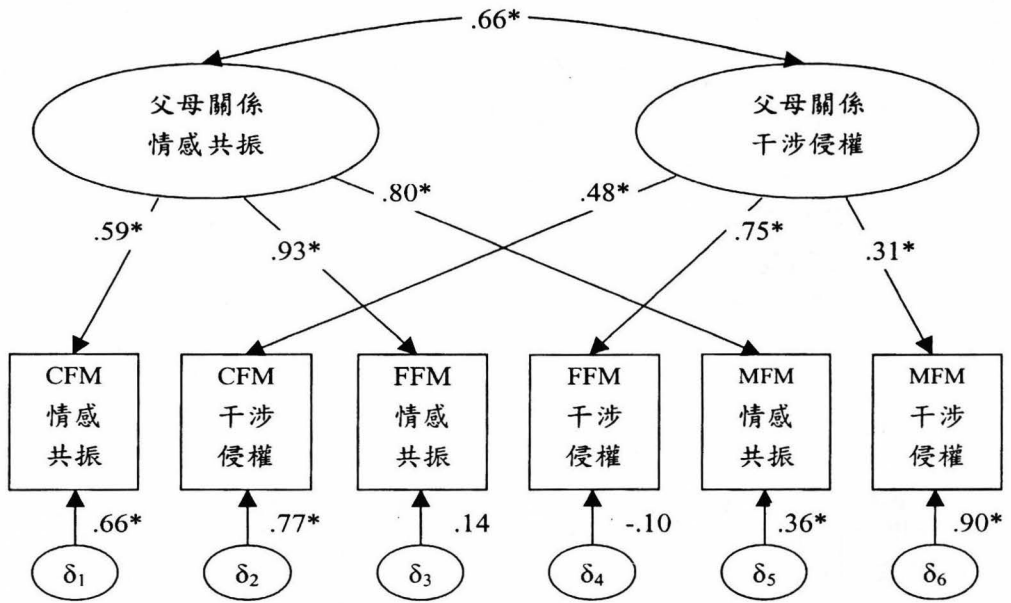 .66*
父母關係
情感共振
父母關係
干涉侵權
.59*
.93*
.80*
.48*
.75*
.31*
CFM
情感
共振
CFM
干涉
侵權
FFM
情感
共振
FFM
干涉
侵權
MFM
情感
共振
MFM
干涉
侵權
.66*
.77*
.14
-.10
.36*
.90*
δ1
δ2
δ3
δ4
δ5
δ6